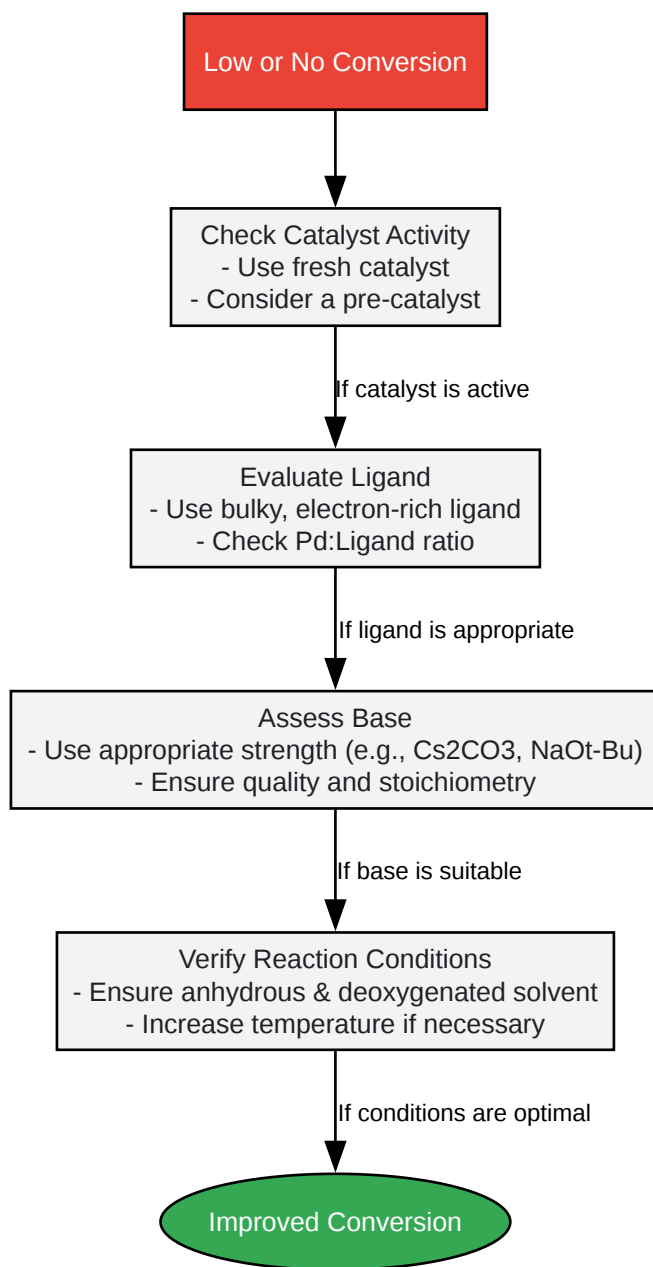 Low or No Conversion
Check Catalyst Activity
- Use fresh catalyst
- Consider a pre-catalyst
If catalyst is active
Evaluate Ligand
- Use bulky, electron-rich ligand
- Check Pd:Ligand ratio
If ligand is appropriate
Assess Base
- Use appropriate strength (e.g., Cs2CO3, NaOt-Bu)
- Ensure quality and stoichiometry
If base is suitable
Verify Reaction Conditions
- Ensure anhydrous & deoxygenated solvent
- Increase temperature if necessary
If conditions are optimal
Improved Conversion